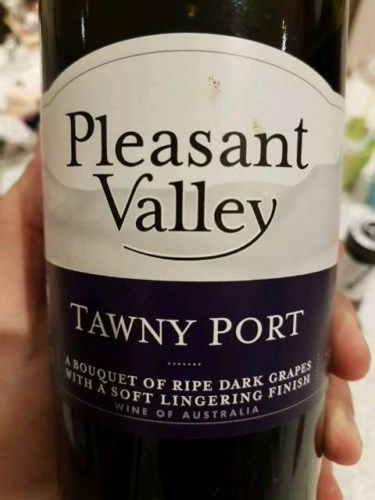 Pleasant
Valley
TAWNY PORT
A BOUQUET OF RIPE DARK GRAPES
WITH A SOFT LINGERING FINISH
WINE OF AUSTRALIA